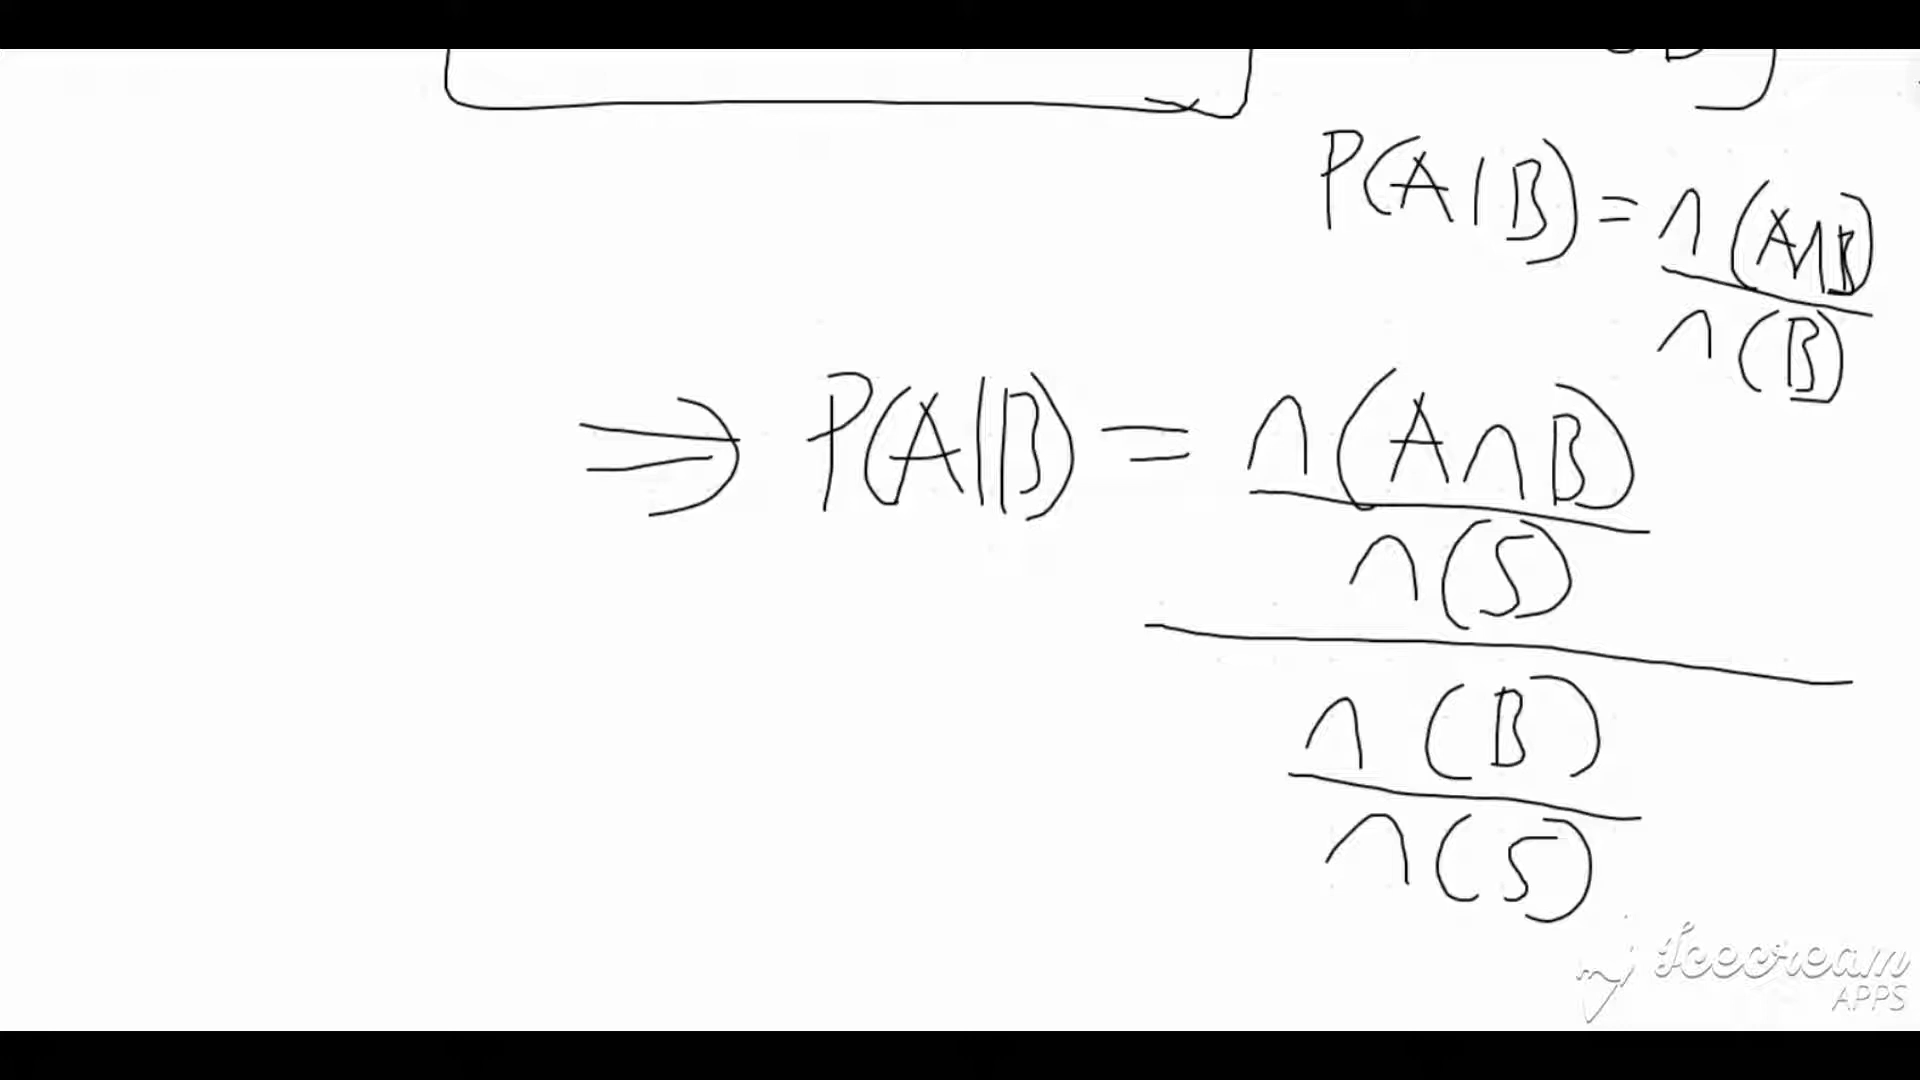 P(A|B) = n(A∩B)
n(B)
⇒ P(A|B) = n(A∩B)
n(S)
n(B)
n(S)
Icecream
APPS